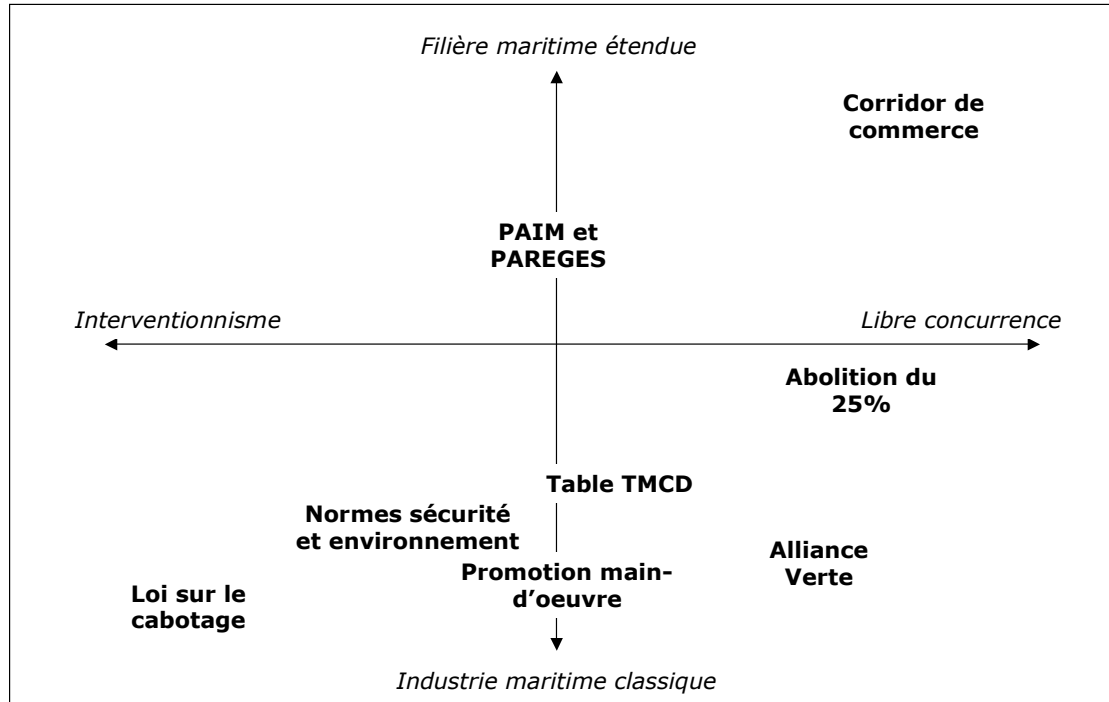 Filière maritime étendue
Corridor de
commerce
PAIM et
PAREGES
Interventionnisme
Libre concurrence
Abolition du
25%
Table TMCD
Normes sécurité
et environnement
Alliance
Verte
Promotion main-
d'oeuvre
Loi sur le
cabotage
Industrie maritime classique